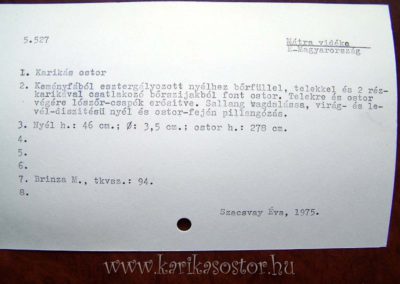 5.527
Mátra vidéke
É-Magyarország
1. Karikás ostor
2. Keményfából esztergályozott nyélhez bőrfüllel, telekkel és 2 réz-
karikával csatlakozó bőrszíjakból font ostor. Telekre és ostor
végére lószőr-csapók erősítve. Sallang vagdalássa, virág- és le-
vél-díszítésű nyél és ostor-fején pillangózás.
3. Nyél h.: 46 cm.; Ø: 3,5 cm.; ostor h.: 278 cm.
4.
5.
6.
7. Brinza M., tkvsz.: 94.
8.
Szacsvay Éva, 1975.
www.karikasostor.hu